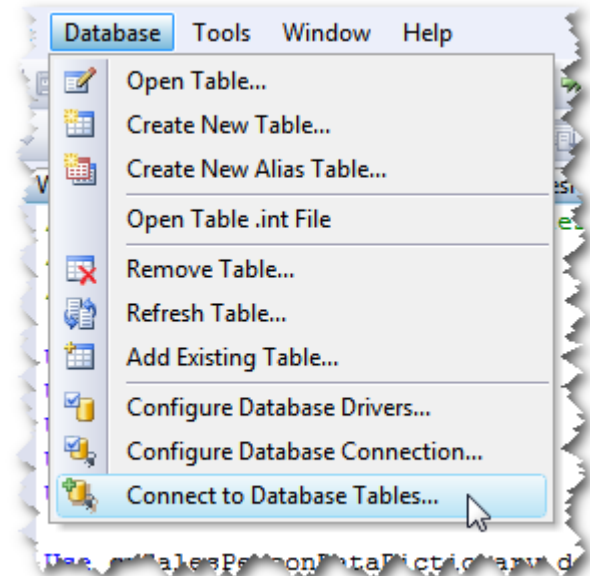 Database Tools Window Help
Open Table...
Create New Table...
Create New Alias Table...
Open Table .int File
Remove Table...
Refresh Table...
Add Existing Table...
Configure Database Drivers...
Configure Database Connection...
Connect to Database Tables...
Use